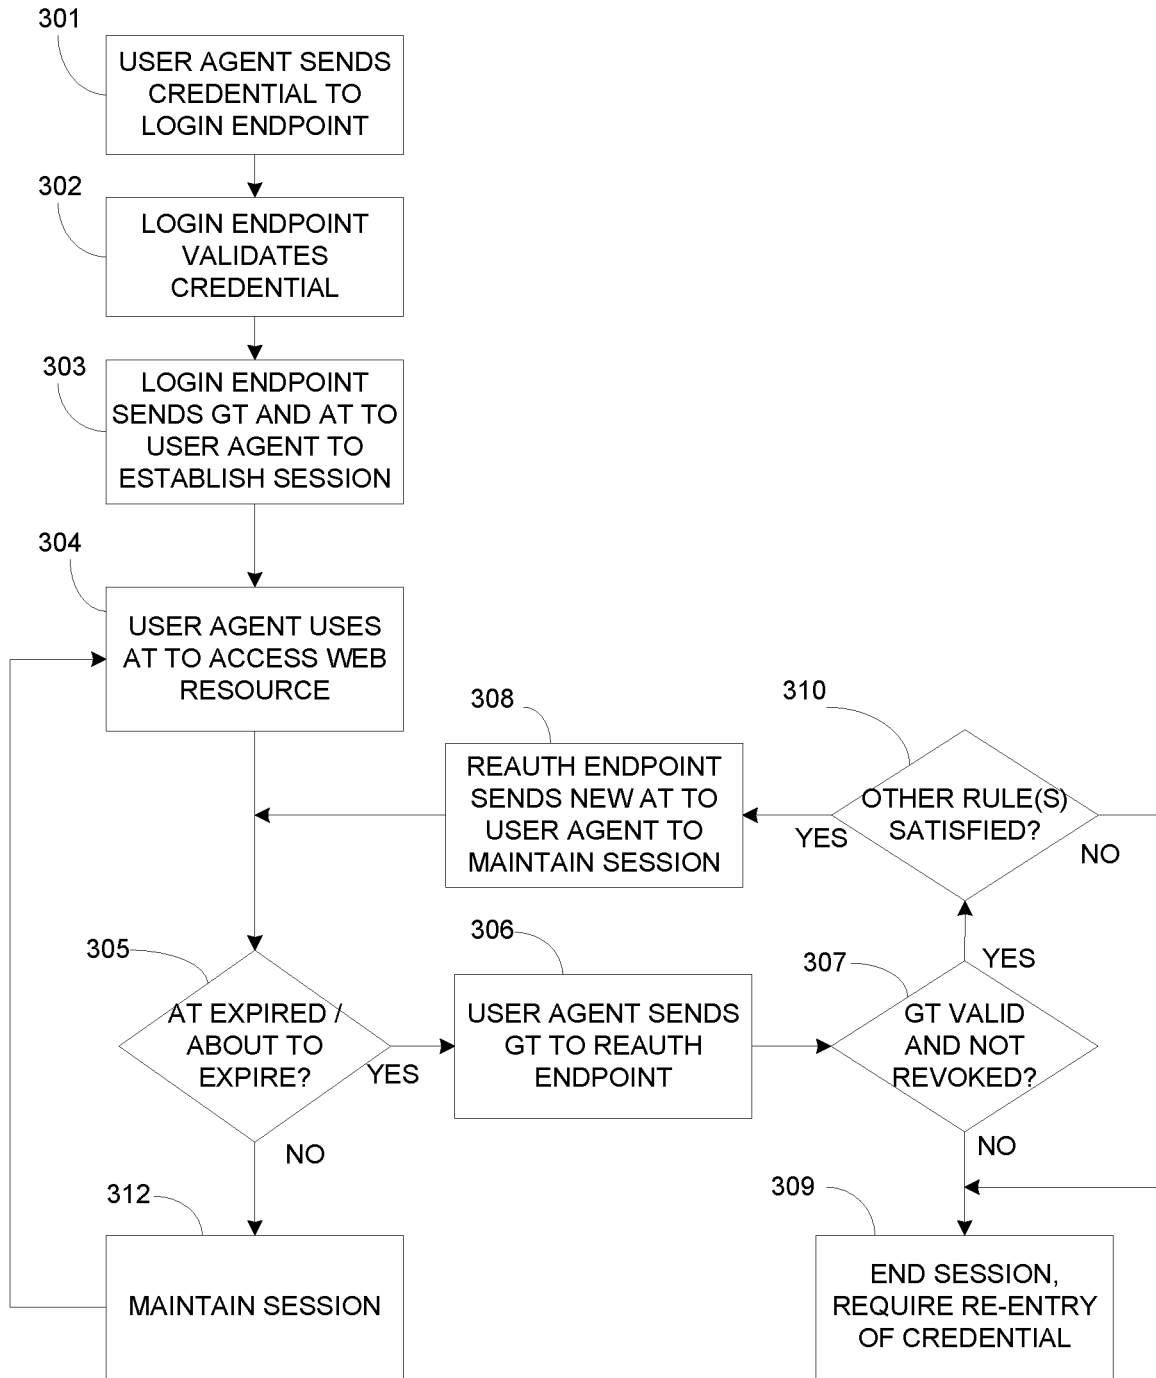 301
USER AGENT SENDS
CREDENTIAL TO
LOGIN ENDPOINT
302
LOGIN ENDPOINT
VALIDATES
CREDENTIAL
303
LOGIN ENDPOINT
SENDS GT AND AT TO
USER AGENT TO
ESTABLISH SESSION
304
USER AGENT USES
AT TO ACCESS WEB
RESOURCE
308
REAUTH ENDPOINT
SENDS NEW AT TO
USER AGENT TO
MAINTAIN SESSION
310
OTHER RULE(S)
SATISFIED?
YES
NO
305
AT EXPIRED /
ABOUT TO
EXPIRE?
YES
NO
306
USER AGENT SENDS
GT TO REAUTH
ENDPOINT
307
GT VALID
AND NOT
REVOKED?
YES
NO
312
MAINTAIN SESSION
309
END SESSION,
REQUIRE RE-ENTRY
OF CREDENTIAL